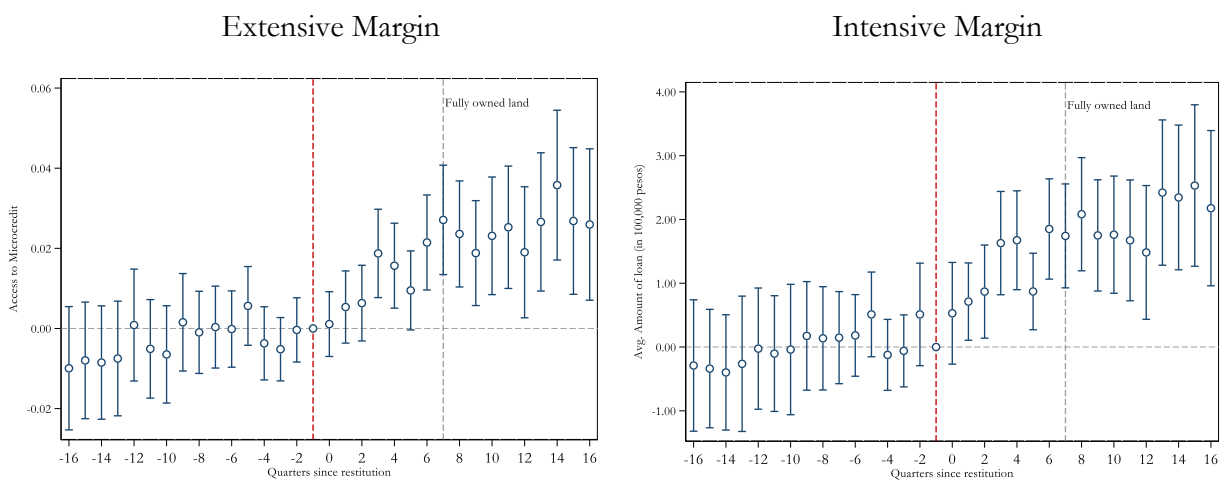 Extensive Margin
Access to Microcredit
0.06
0.04
0.02
0.00
-0.02
Fully owned land
-16 -14 -12 -10 -8 -6 -4 -2 0 2 4 6 8 10 12 14 16
Quarters since restitution
Intensive Margin
Avg. Amount of loan (in 100,000 pesos)
4.00
3.00
2.00
1.00
0.00
-1.00
Fully owned land
-16 -14 -12 -10 -8 -6 -4 -2 0 2 4 6 8 10 12 14 16
Quarters since restitution